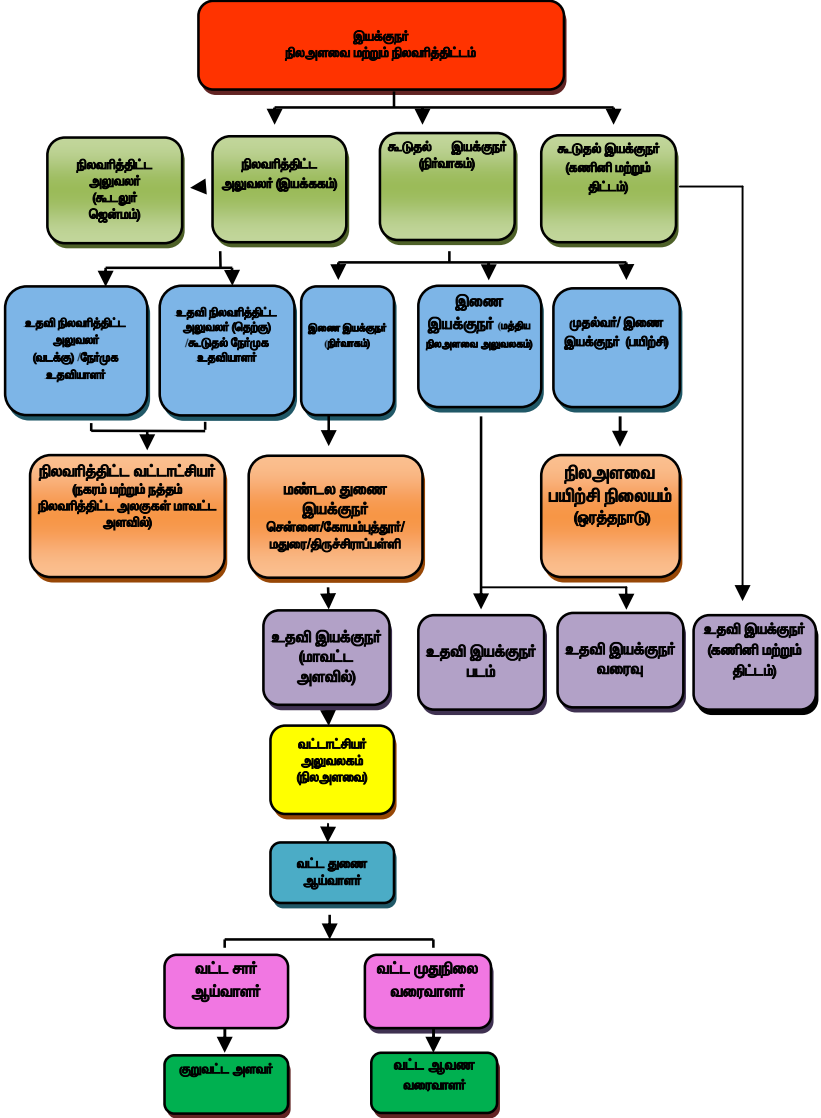 இயக்குநர்
நிலஅளவை மற்றும் நிலவரித்திட்டம்
நிலவரித்திட்ட
அலுவலர்
(கூடலுர்
ஜென்மம்)
நிலவரித்திட்ட
அலுவலர் (இயக்ககம்)
கூடுதல் இயக்குநர்
(நிர்வாகம்)
கூடுதல் இயக்குநர்
(கணினி மற்றும்
திட்டம்)
உதவி நிலவரித்திட்ட
அலுவலர்
(வடக்கு) /நேர்முக
உதவியாளர்
உதவி நிலவரித்திட்ட
அலுவலர் (தெற்கு)
/கூடுதல் நேர்முக
உதவியாளர்
இணை இயக்குநர்
(நிர்வாகம்)
இணை
இயக்குநர் (மத்திய
நிலஅளவை அலுவலகம்)
முதல்வர்/ இணை
இயக்குநர் (பயிற்சி)
நிலவரித்திட்ட வட்டாட்சியர்
(நகரம் மற்றும் நத்தம்
நிலவரித்திட்ட அலகுகள் மாவட்ட
அளவில்)
மண்டல துணை
இயக்குநர்
சென்னை/கோயம்புத்தூர்/
மதுரை/திருச்சிராப்பள்ளி
நிலஅளவை
பயிற்சி நிலையம்
(ஒரத்தநாடு)
உதவி இயக்குநர்
(மாவட்ட
அளவில்)
உதவி இயக்குநர்
படம்
உதவி இயக்குநர்
வரைவு
உதவி இயக்குநர்
(கணினி மற்றும்
திட்டம்)
வட்டாட்சியர்
அலுவலகம்
(நிலஅளவை)
வட்ட துணை
ஆய்வாளர்
வட்ட சார்
ஆய்வாளர்
வட்ட முதுநிலை
வரைவாளர்
குறுவட்ட அளவர்
வட்ட ஆவண
வரைவாளர்